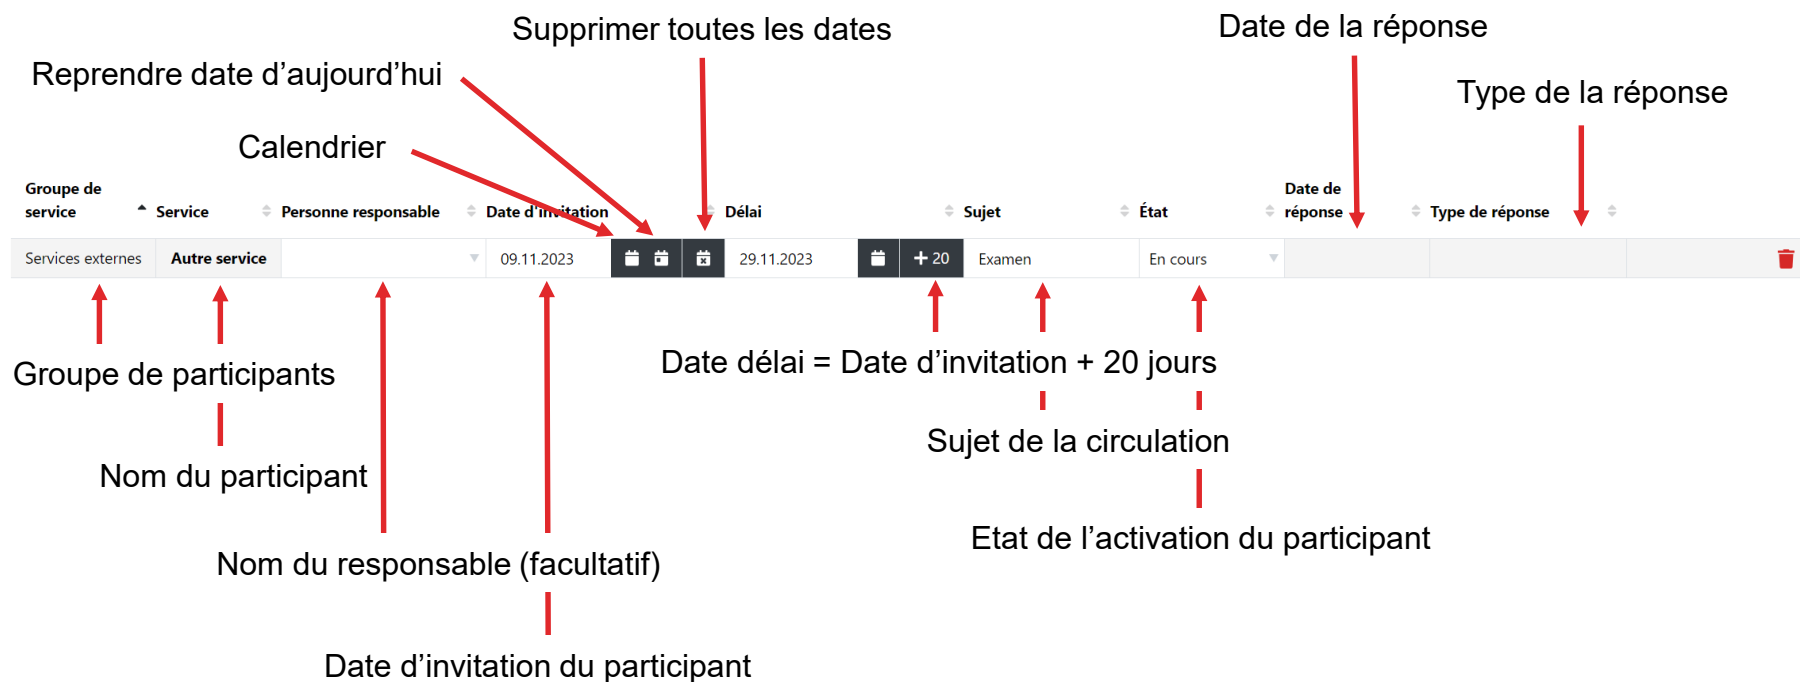 Supprimer toutes les dates
Date de la réponse
Reprendre date d’aujourd’hui
Type de la réponse
Calendrier
Groupe de service
Service
Personne responsable
Date d'invitation
Délai
Sujet
État
Date de réponse
Type de réponse
Services externes
Autre service
09.11.2023
29.11.2023
+ 20
Examen
En cours
Groupe de participants
Date délai = Date d’invitation + 20 jours
Sujet de la circulation
Nom du participant
Etat de l’activation du participant
Nom du responsable (facultatif)
Date d’invitation du participant